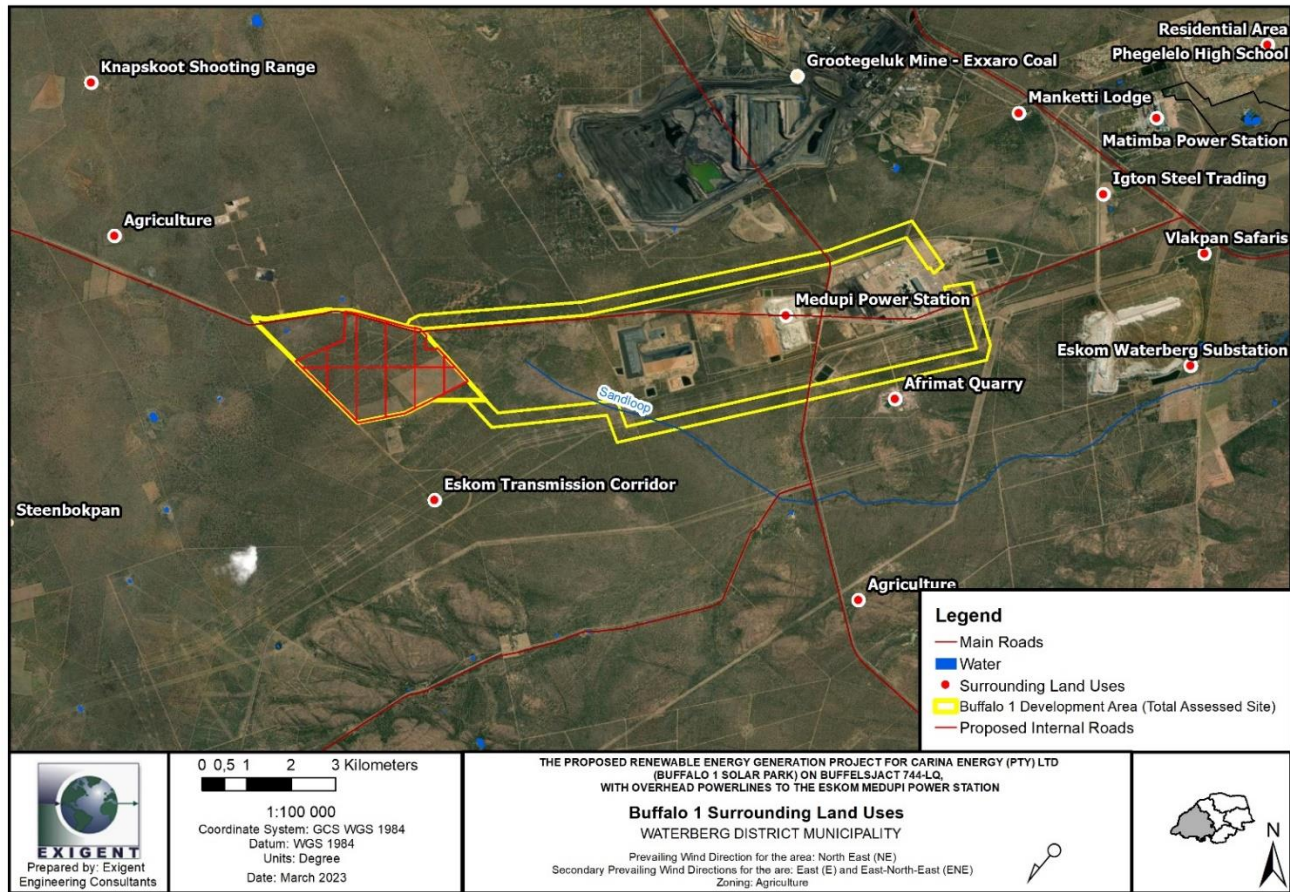 Residential Area
Phegelelo High School
Knapskoot Shooting Range
Grootegeluk Mine - Exxaro Coal
Manketti Lodge
Matimba Power Station
Igton Steel Trading
Agriculture
Vlakpan Safaris
Medupi Power Station
Eskom Waterberg Substation
Afrimat Quarry
Sandloop
Eskom Transmission Corridor
Steenbokpan
Agriculture
Legend
Main Roads
Water
Surrounding Land Uses
Buffalo 1 Development Area (Total Assessed Site)
Proposed Internal Roads
EXIGENT
Prepared by: Exigent
Engineering Consultants
0 0,5 1 2 3 Kilometers
1:100 000
Coordinate System: GCS WGS 1984
Datum: WGS 1984
Units: Degree
Date: March 2023
THE PROPOSED RENEWABLE ENERGY GENERATION PROJECT FOR CARINA ENERGY (PTY) LTD
(BUFFALO 1 SOLAR PARK) ON BUFFELSJACT 744-LQ,
WITH OVERHEAD POWERLINES TO THE ESKOM MEDUPI POWER STATION
Buffalo 1 Surrounding Land Uses
WATERBERG DISTRICT MUNICIPALITY
Prevailing Wind Direction for the area: North East (NE)
Secondary Prevailing Wind Directions for the are: East (E) and East-North-East (ENE)
Zoning: Agriculture
N